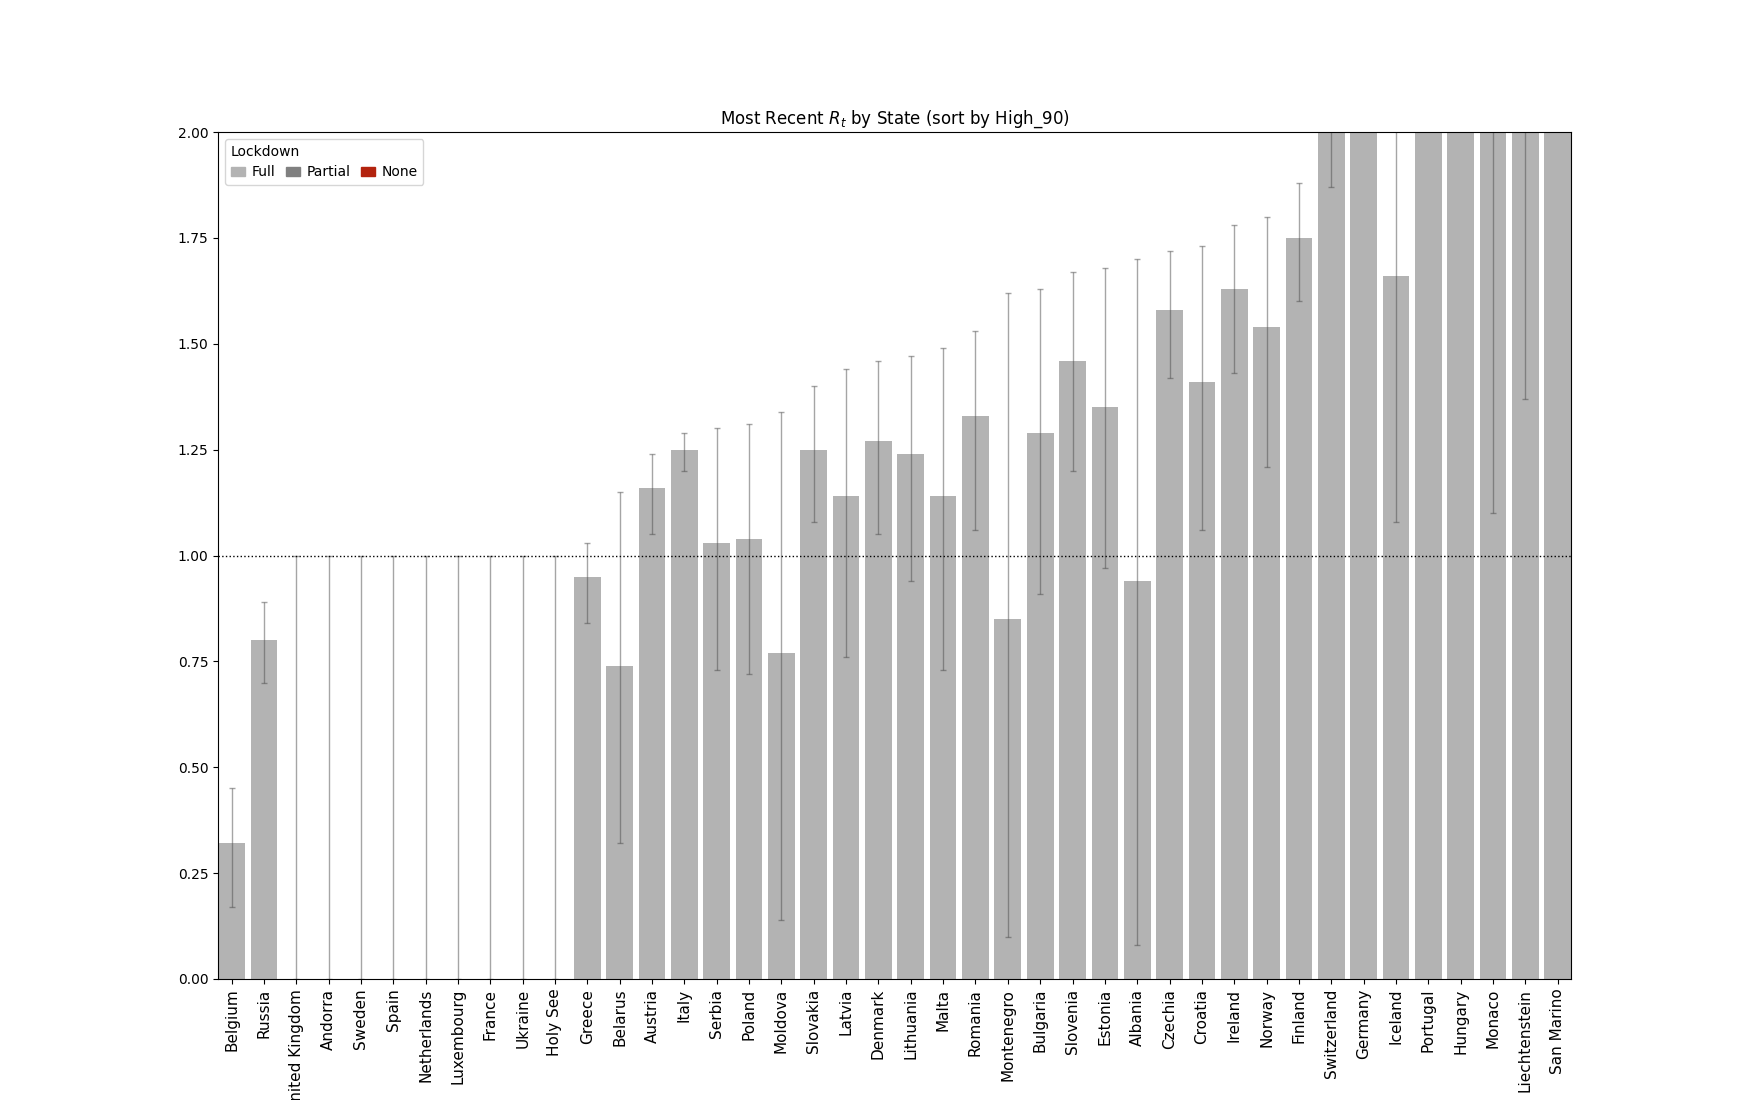 Most Recent R_t by State (sort by High_90)
Lockdown
Full Partial None
2.00
1.75
1.50
1.25
1.00
0.75
0.50
0.25
0.00
Belgium
Russia
nited Kingdom
Andorra
Sweden
Spain
Netherlands
Luxembourg
France
Ukraine
Holy See
Greece
Belarus
Austria
Italy
Serbia
Poland
Moldova
Slovakia
Latvia
Denmark
Lithuania
Malta
Romania
Montenegro
Bulgaria
Slovenia
Estonia
Albania
Czechia
Croatia
Ireland
Norway
Finland
Switzerland
Germany
Iceland
Portugal
Hungary
Monaco
Liechtenstein
San Marino